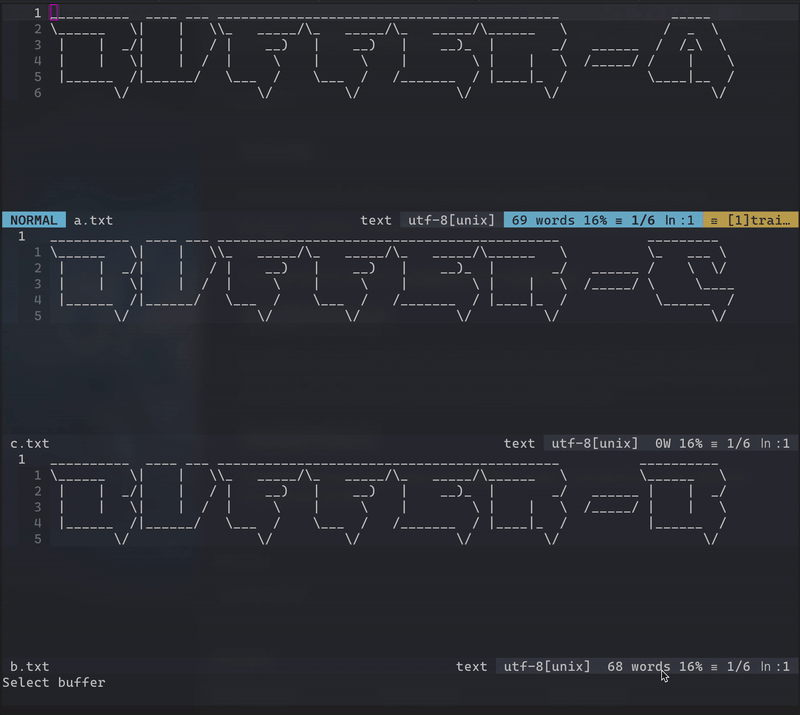 1
2
3
4
5
6
BUFFER-A
NORMAL a.txt text utf-8[unix] 69 words 16% ≡ 1/6 ln :1 ≡ [1]trai…
1
1
2
3
4
5
BUFFER-C
c.txt text utf-8[unix] 0W 16% ≡ 1/6 ln :1
1
1
2
3
4
5
BUFFER-B
b.txt text utf-8[unix] 68 words 16% ≡ 1/6 ln :1
Select buffer